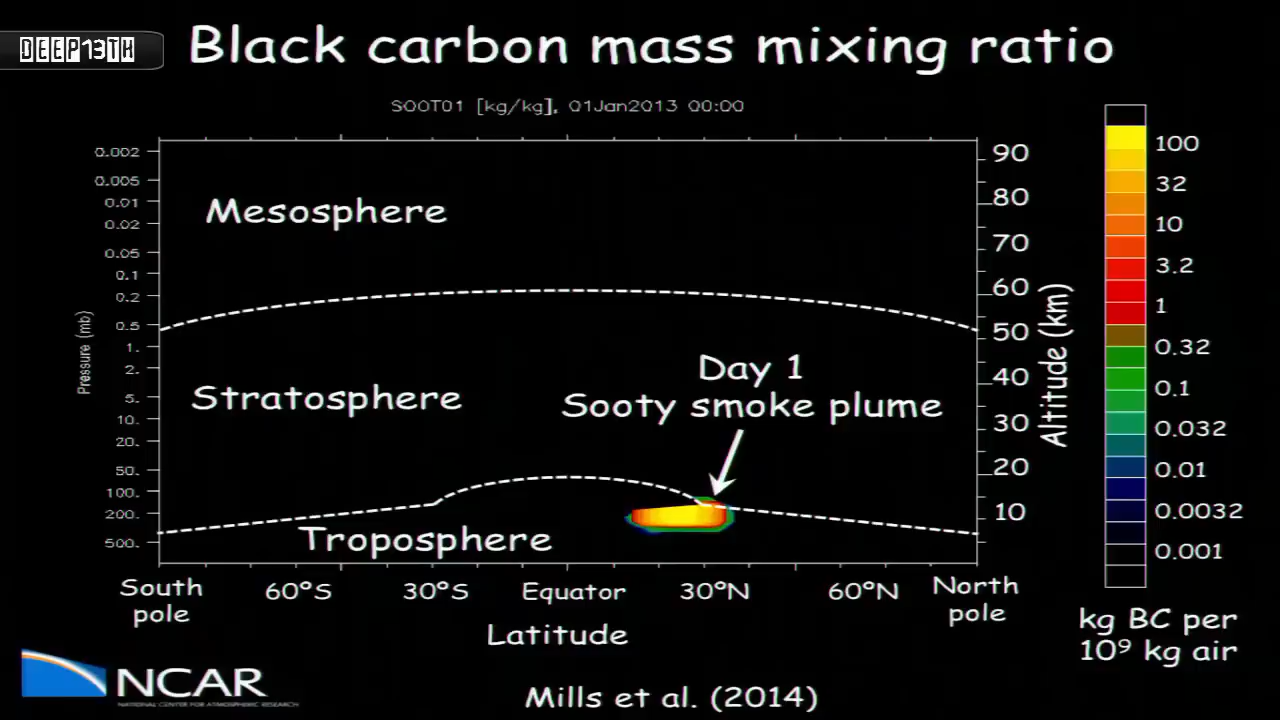 DEEP13TH
Black carbon mass mixing ratio
SOOT01 [kg/kg], 01Jan2013 00:00
0.002
0.005
0.01
0.02
0.05
0.1
0.2
0.5
1.
2.
5.
10.
20.
50.
100.
200.
500.
Pressure (mb)
Mesosphere
Stratosphere
Day 1
Sooty smoke plume
Troposphere
90
80
70
60
50
40
30
20
10
Altitude (km)
100
32
10
3.2
1
0.32
0.1
0.032
0.01
0.0032
0.001
kg BC per
10⁹ kg air
South pole
60°S
30°S
Equator
30°N
60°N
North pole
Latitude
NCAR
NATIONAL CENTER FOR ATMOSPHERIC RESEARCH
Mills et al. (2014)